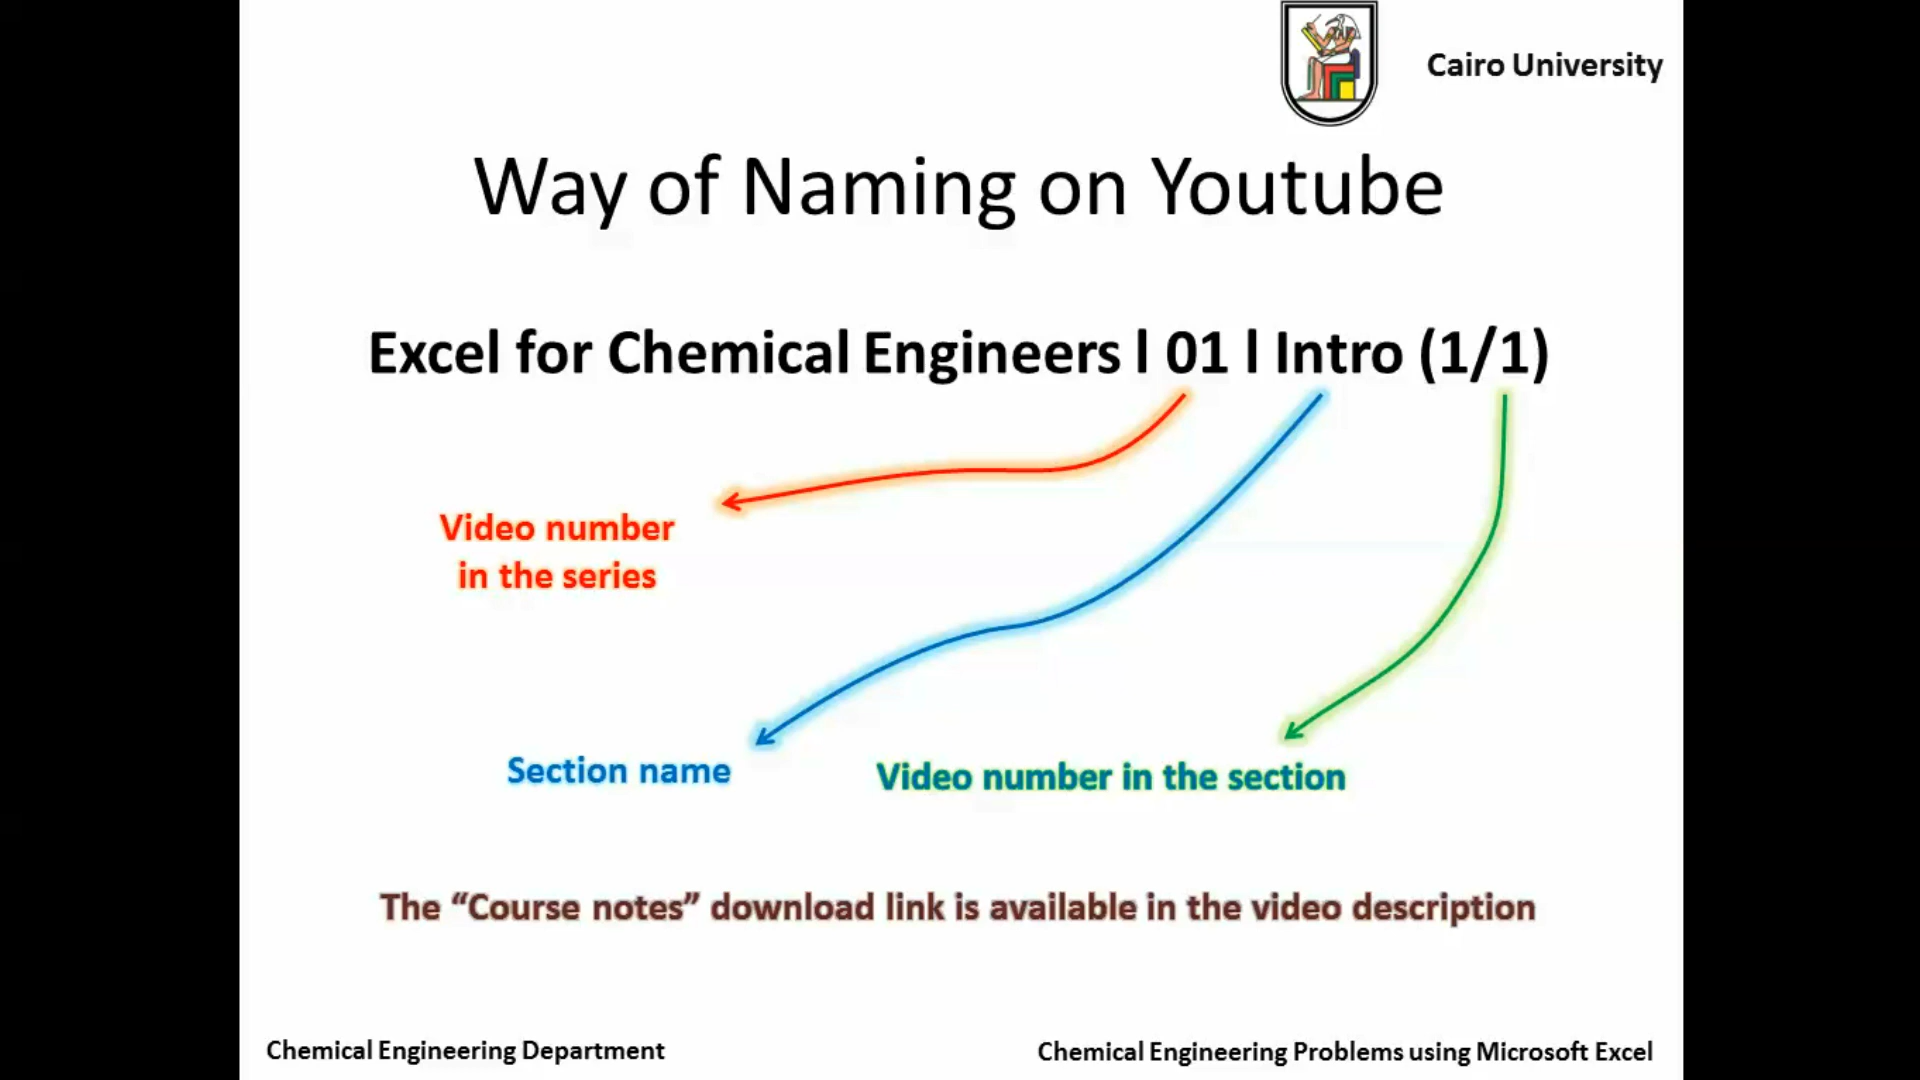 Cairo University
Way of Naming on Youtube
Excel for Chemical Engineers l 01 l Intro (1/1)
Video number
in the series
Section name
Video number in the section
The “Course notes” download link is available in the video description
Chemical Engineering Department
Chemical Engineering Problems using Microsoft Excel